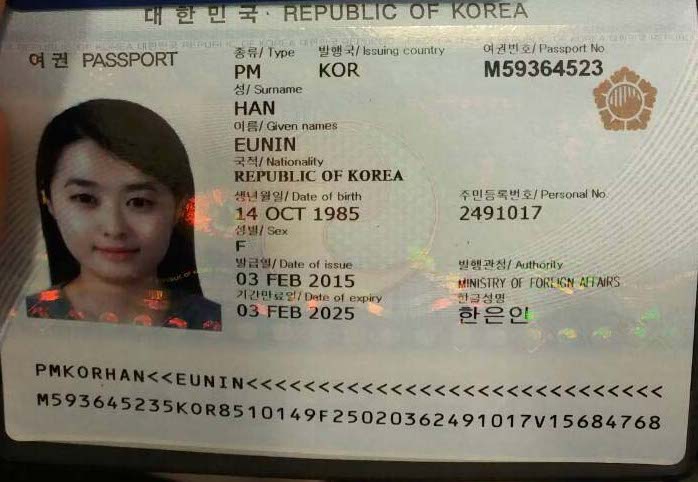 대한민국· REPUBLIC OF KOREA
여권 PASSPORT
종류/ Type 발행국/ Issuing country 여권번호/ Passport No
PM KOR M59364523
성/ Surname
HAN
이름/ Given names
EUNIN
국적/ Nationality
REPUBLIC OF KOREA
생년월일/ Date of birth 주민등록번호/ Personal No.
14 OCT 1985 2491017
성별/ Sex
F
발급일/ Date of issue 발행관청/ Authority
03 FEB 2015 MINISTRY OF FOREIGN AFFAIRS
기간만료일/ Date of expiry 한글성명
03 FEB 2025 한은인
PMKORHAN<<EUNIN<<<<<<<<<<<<<<<<<<<<<<<<<<<<<
M593645235KOR8510149F25020362491017V15684768